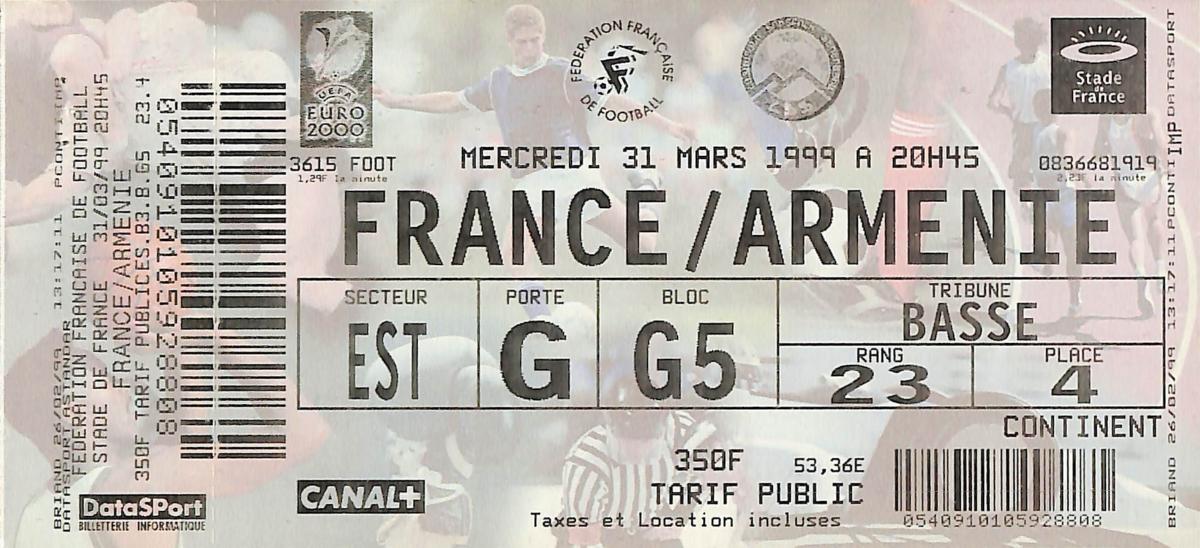 BRIAND 26/02/99 13:17:11 PCONTI
DATASPORT ASTANDAR
FEDERATION FRANCAISE DE FOOTBALL
STADE DE FRANCE 31/03/99 20H45
FRANCE/ARMENIE
350F TARIF PUBLICES.B3.B.G5 23.4
0540910105928808
DataSPort
BILLETTERIE INFORMATIQUE
UEFA
EURO
2000
3615 FOOT
1,29F la minute
FEDERATION FRANÇAISE
DE FOOTBALL
Stade
de
France
0836681919
2,23F la minute
MERCREDI 31 MARS 1999 A 20H45
FRANCE/ARMENIE
SECTEUR
EST
PORTE
G
BLOC
G5
TRIBUNE
BASSE
RANG
23
PLACE
4
CONTINENT
CANAL+
350F 53,36E
TARIF PUBLIC
Taxes et Location incluses
0540910105928808
BRIAND 26/02/99 13:17:11 PCONTI IMP DATASPORT